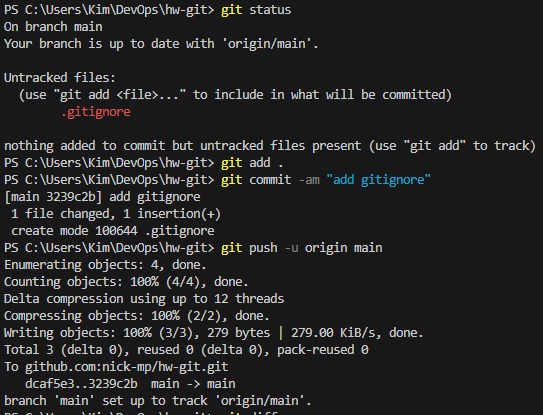 PS C:\Users\Kim\DevOps\hw-git> git status
On branch main
Your branch is up to date with 'origin/main'.

Untracked files:
  (use "git add <file>..." to include in what will be committed)
        .gitignore

nothing added to commit but untracked files present (use "git add" to track)
PS C:\Users\Kim\DevOps\hw-git> git add .
PS C:\Users\Kim\DevOps\hw-git> git commit -am "add gitignore"
[main 3239c2b] add gitignore
 1 file changed, 1 insertion(+)
 create mode 100644 .gitignore
PS C:\Users\Kim\DevOps\hw-git> git push -u origin main
Enumerating objects: 4, done.
Counting objects: 100% (4/4), done.
Delta compression using up to 12 threads
Compressing objects: 100% (2/2), done.
Writing objects: 100% (3/3), 279 bytes | 279.00 KiB/s, done.
Total 3 (delta 0), reused 0 (delta 0), pack-reused 0
To github.com:nick-mp/hw-git.git
   dcaf5e3..3239c2b  main -> main
branch 'main' set up to track 'origin/main'.